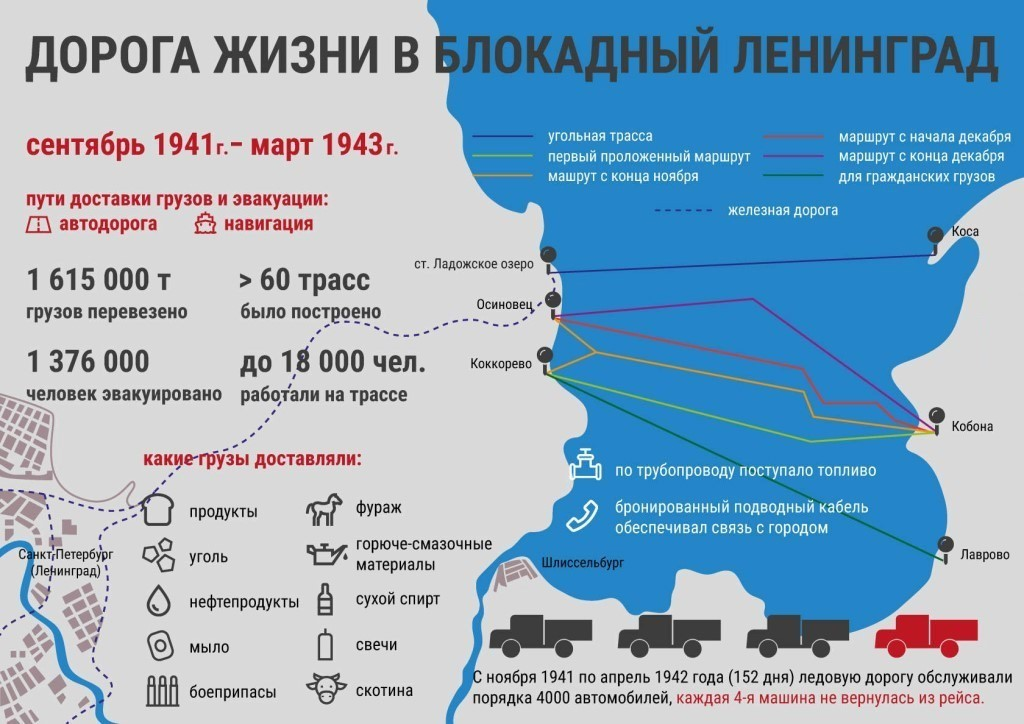 ДОРОГА ЖИЗНИ В БЛОКАДНЫЙ ЛЕНИНГРАД
сентябрь 1941г.– март 1943г.
пути доставки грузов и эвакуации:
автодорога
навигация
1 615 000 т
грузов перевезено
> 60 трасс
было построено
1 376 000
человек эвакуировано
до 18 000 чел.
работали на трассе
какие грузы доставляли:
продукты
уголь
нефтепродукты
мыло
боеприпасы
фураж
горюче-смазочные
материалы
сухой спирт
свечи
скотина
Санкт-Петербург
(Ленинград)
угольная трасса
первый проложенный маршрут
машрут с конца ноября
маршрут с начала декабря
маршрут с конца декабря
для гражданских грузов
железная дорога
ст. Ладожское озеро
Осиновец
Коккорево
Коса
Кобона
Лаврово
по трубопроводу поступало топливо
бронированный подводный кабель
обеспечивал связь с городом
Шлиссельбург
С ноября 1941 по апрель 1942 года (152 дня) ледовую дорогу обслуживали
порядка 4000 автомобилей, каждая 4-я машина не вернулась из рейса.